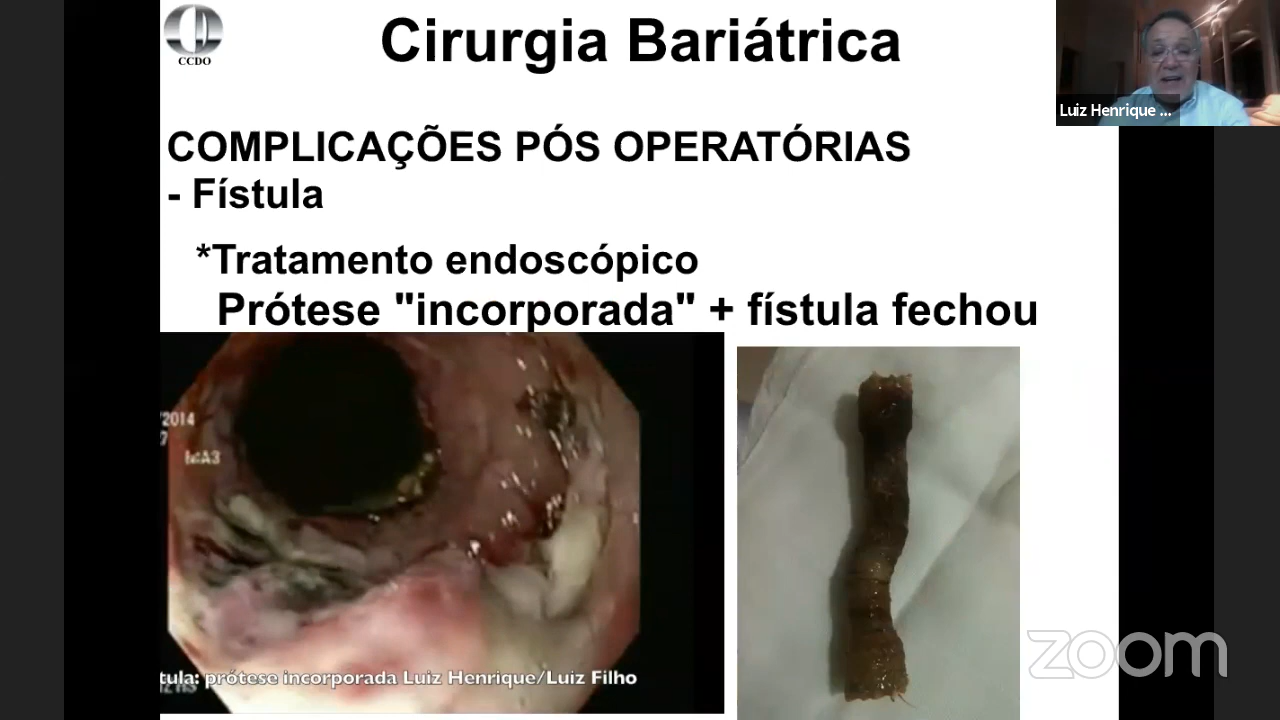 CCDO
Cirurgia Bariátrica
Luiz Henrique ...
COMPLICAÇÕES PÓS OPERATÓRIAS
- Fístula
*Tratamento endoscópico
Prótese "incorporada" + fístula fechou
/2014
MA3
tula: prótese incorporada Luiz Henrique/Luiz Filho
zoom